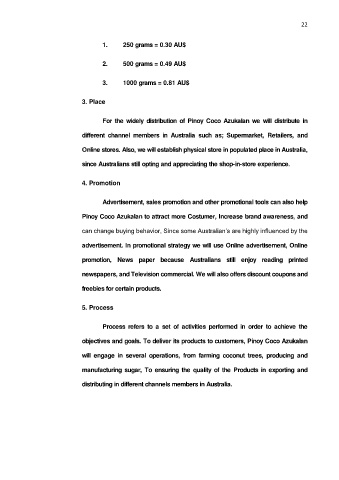 22
1. 250 grams = 0.30 AU$
2. 500 grams = 0.49 AU$
3. 1000 grams = 0.81 AU$
3. Place
For the widely distribution of Pinoy Coco Azukalan we will distribute in
different channel members in Australia such as; Supermarket, Retailers, and
Online stores. Also, we will establish physical store in populated place in Australia,
since Australians still opting and appreciating the shop-in-store experience.
4. Promotion
Advertisement, sales promotion and other promotional tools can also help
Pinoy Coco Azukalan to attract more Costumer, Increase brand awareness, and
can change buying behavior, Since some Australian's are highly influenced by the
advertisement. In promotional strategy we will use Online advertisement, Online
promotion, News paper because Australians still enjoy reading printed
newspapers, and Television commercial. We will also offers discount coupons and
freebies for certain products.
5. Process
Process refers to a set of activities performed in order to achieve the
objectives and goals. To deliver its products to customers, Pinoy Coco Azukalan
will engage in several operations, from farming coconut trees, producing and
manufacturing sugar, To ensuring the quality of the Products in exporting and
distributing in different channels members in Australia.